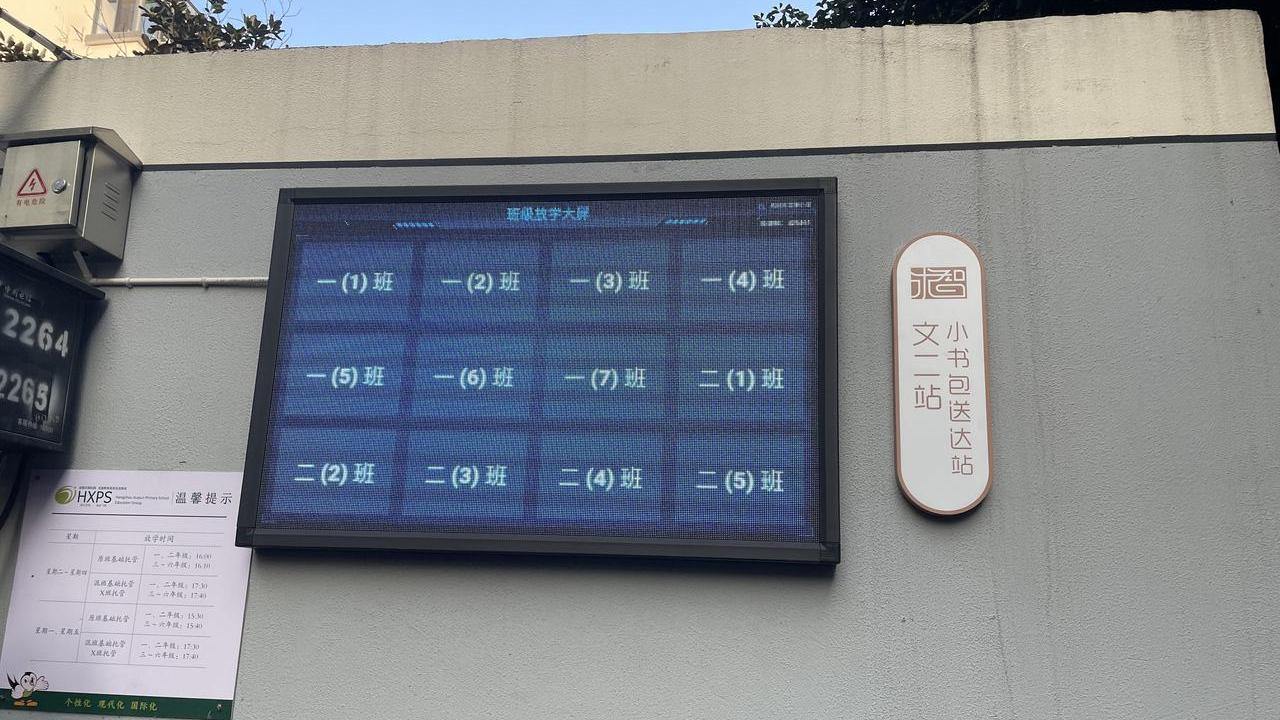 有电危险
2264
2265
班级放学大屏
一(1)班
一(2)班
一(3)班
一(4)班
一(5)班
一(6)班
一(7)班
二(1)班
二(2)班
二(3)班
二(4)班
二(5)班
求智
小书包送达站
文二站
HXPS
温馨提示
星期
放学时间
星期二~星期四
原班基础托管
一、二年级：16:00
三~六年级：16:10
混班基础托管
X班托管
一、二年级：17:30
三~六年级：17:40
星期一、星期五
原班基础托管
一、二年级：15:30
三~六年级：15:40
混班基础托管
X班托管
一、二年级：17:30
三~六年级：17:40
个性化 现代化 国际化